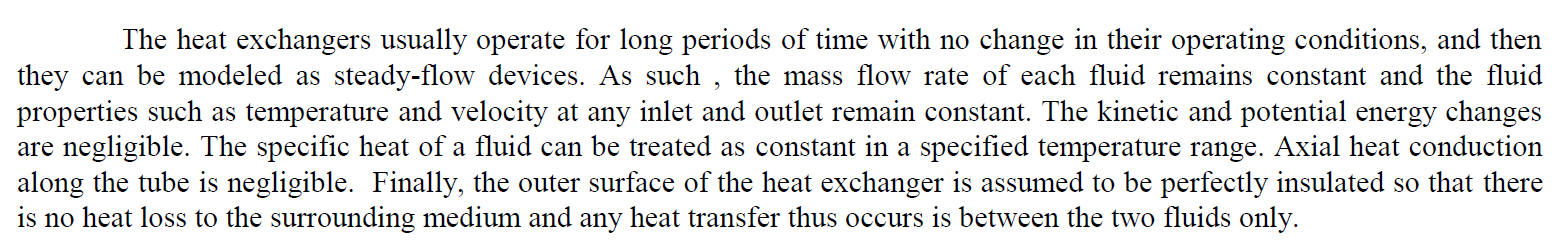 The heat exchangers usually operate for long periods of time with no change in their operating conditions, and then
they can be modeled as steady-flow devices. As such , the mass flow rate of each fluid remains constant and the fluid
properties such as temperature and velocity at any inlet and outlet remain constant. The kinetic and potential energy changes
are negligible. The specific heat of a fluid can be treated as constant in a specified temperature range. Axial heat conduction
along the tube is negligible.  Finally, the outer surface of the heat exchanger is assumed to be perfectly insulated so that there
is no heat loss to the surrounding medium and any heat transfer thus occurs is between the two fluids only.